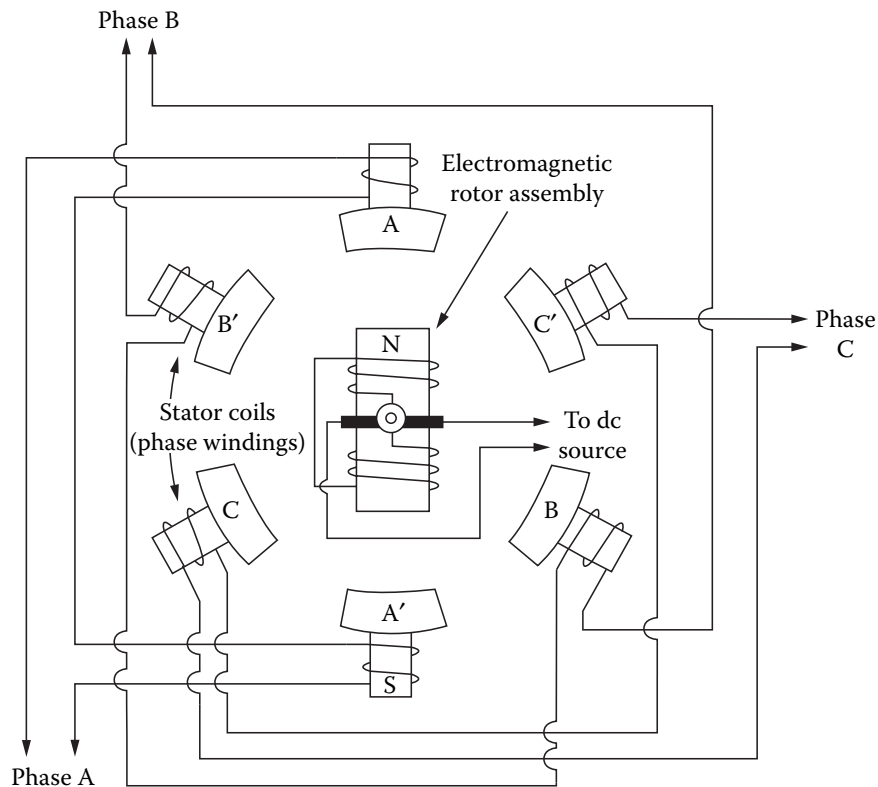 Phase B
Electromagnetic
rotor assembly
A
B′
C′
N
Phase
C
Stator coils
(phase windings)
To dc
source
C
B
A′
S
Phase A